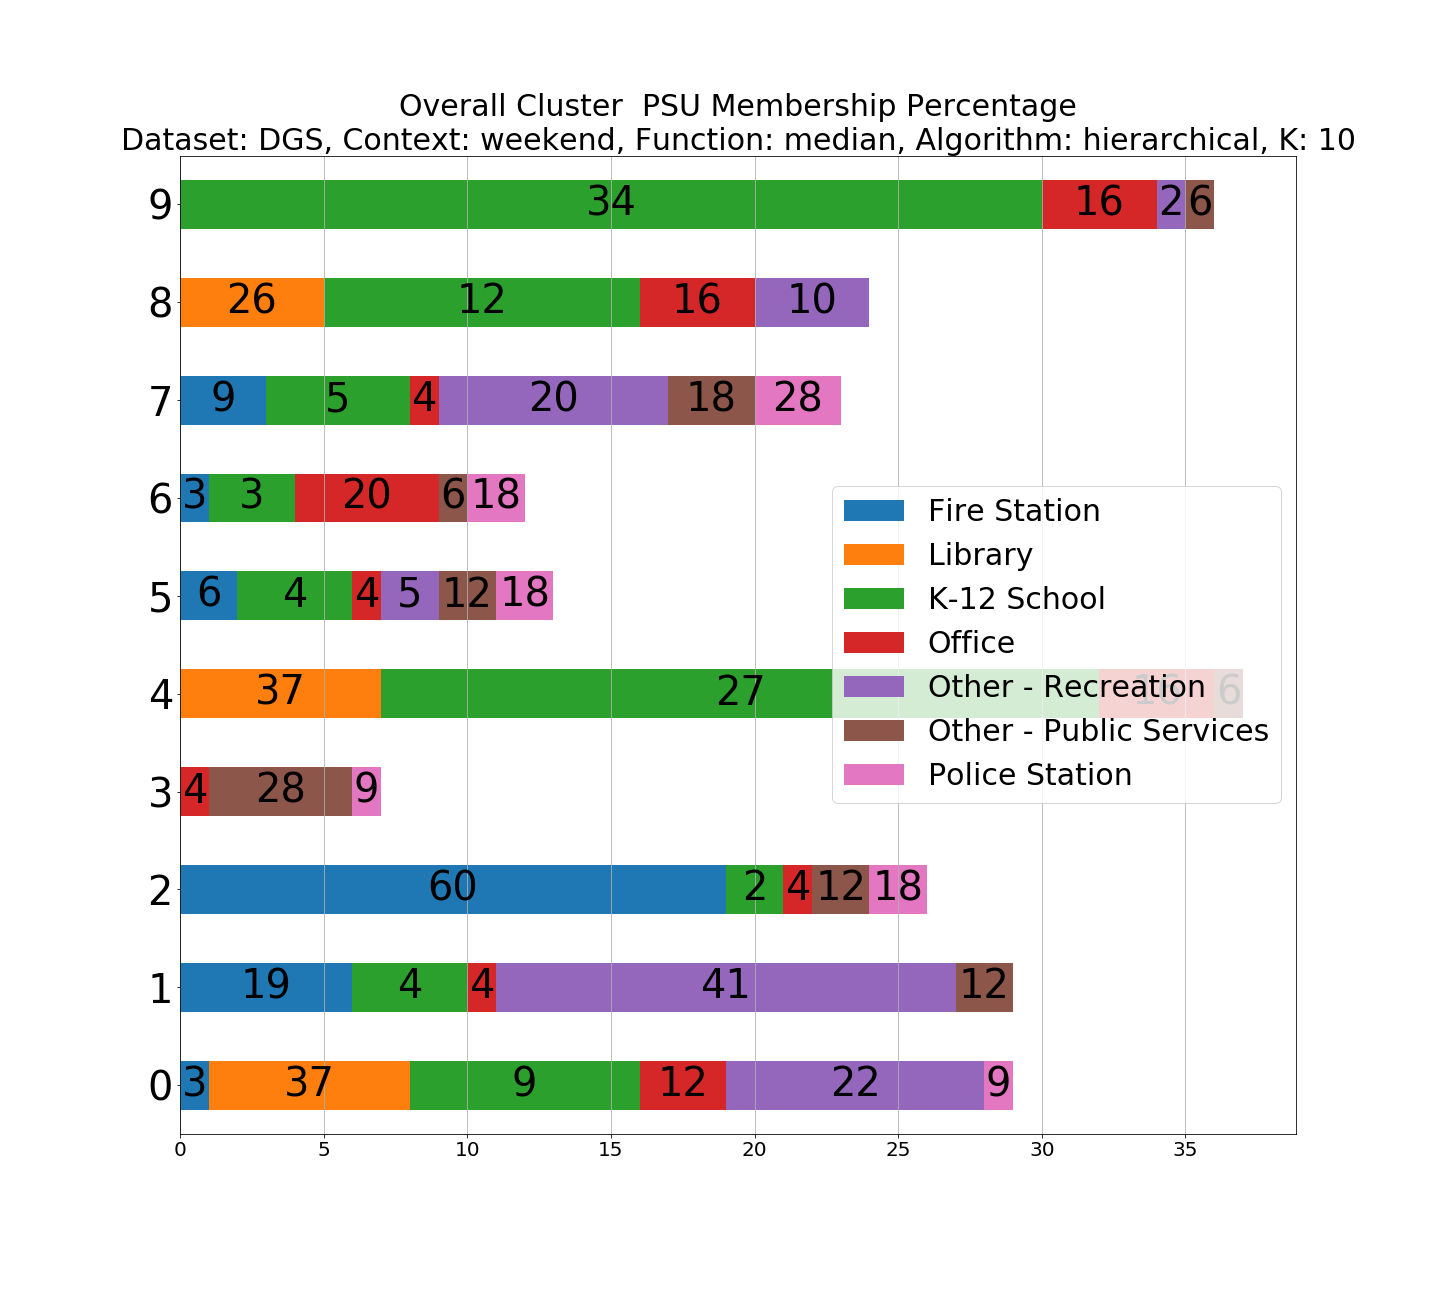 Overall Cluster  PSU Membership Percentage
Dataset: DGS, Context: weekend, Function: median, Algorithm: hierarchical, K: 10
9 34 16 2 6
8 26 12 16 10
7 9 5 4 20 18 28
6 3 3 20 6 18
5 6 4 4 5 12 18
4 37 27 16 6
3 4 28 9
2 60 2 4 12 18
1 19 4 4 41 12
0 3 37 9 12 22 9
0 5 10 15 20 25 30 35
Fire Station
Library
K-12 School
Office
Other - Recreation
Other - Public Services
Police Station